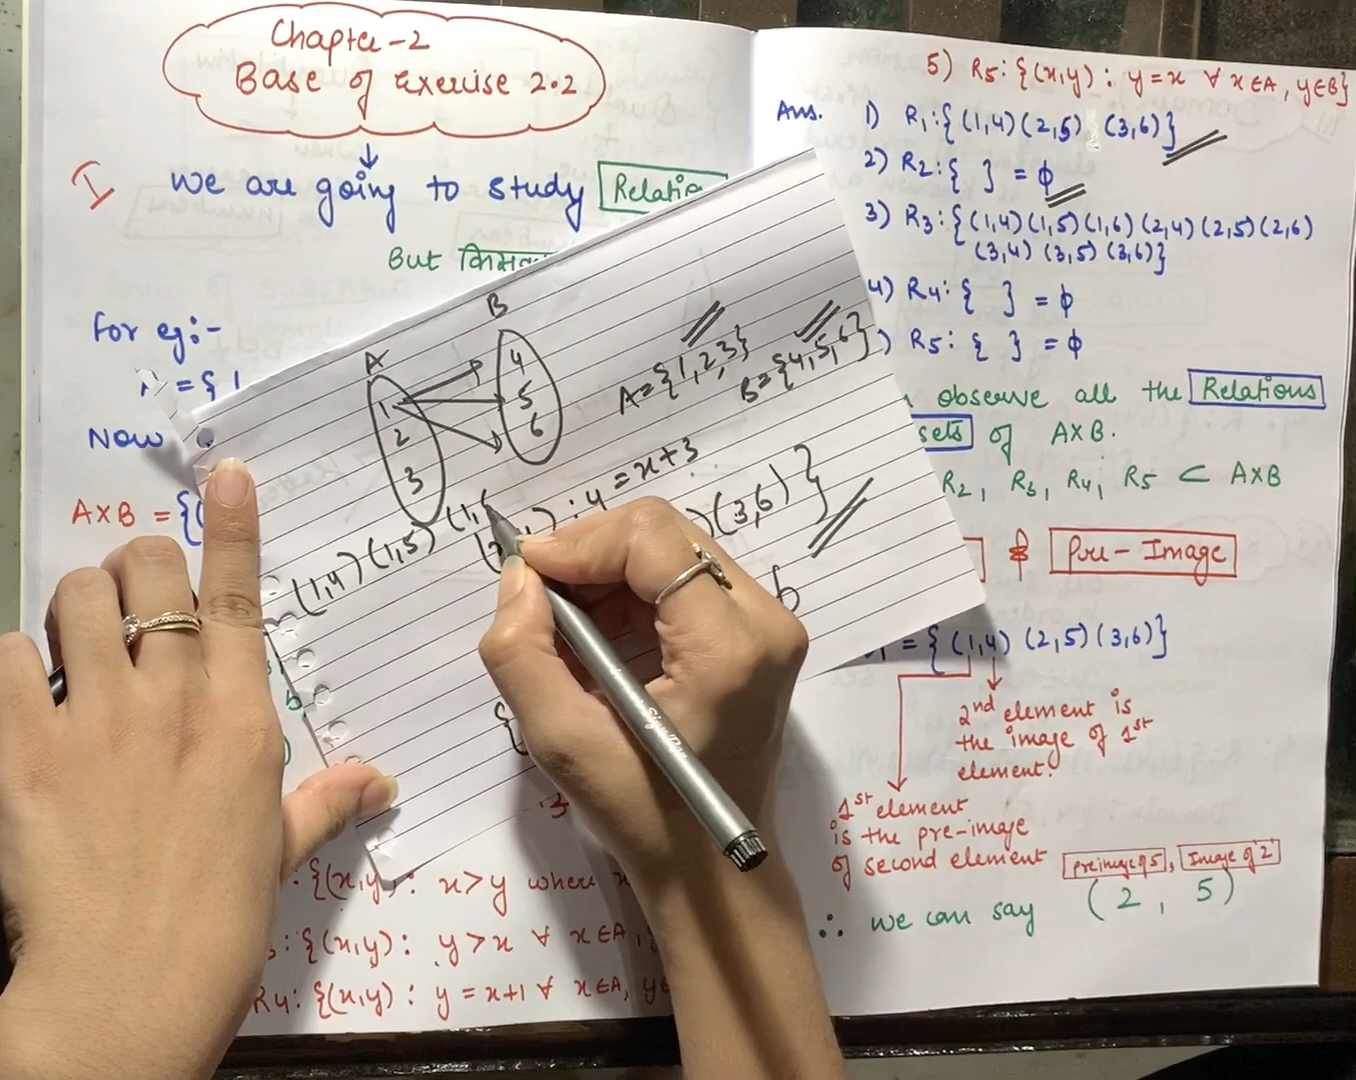 Chapter-2
Base of exercise 2.2
I we are going to study
But
For eg:-
= {
Now
A×B = {(
b
: {(x,y) : x>y where
: {(x,y) : y>x ∀ x∈A,
R4: {(x,y) : y = x+1 ∀ x∈A, y∈
A
B
1
2
3
4
5
6
A={1,2,3}
B={4,5,6}
: y = x+3
(3,6)}
(1,4) (1,5) (1,
b
{
5) R5: {(x,y) : y=x ∀ x∈A, y∈B}
Ans. 1) R1:{(1,4) (2,5) (3,6)}
2) R2:{ } = ϕ
3) R3:{(1,4) (1,5) (1,6) (2,4) (2,5) (2,6)
(3,4) (3,5) (3,6)}
4) R4: { } = ϕ
) R5: { } = ϕ
observe all the Relations
sets of A×B.
R2, R3, R4, R5 ⊂ A×B
& Pre-Image
= {(1,4) (2,5) (3,6)}
2nd element is
the image of 1st
element.
1st element
is the pre-image
of second element
preimage of 5, Image of 2
∴ we can say (2, 5)